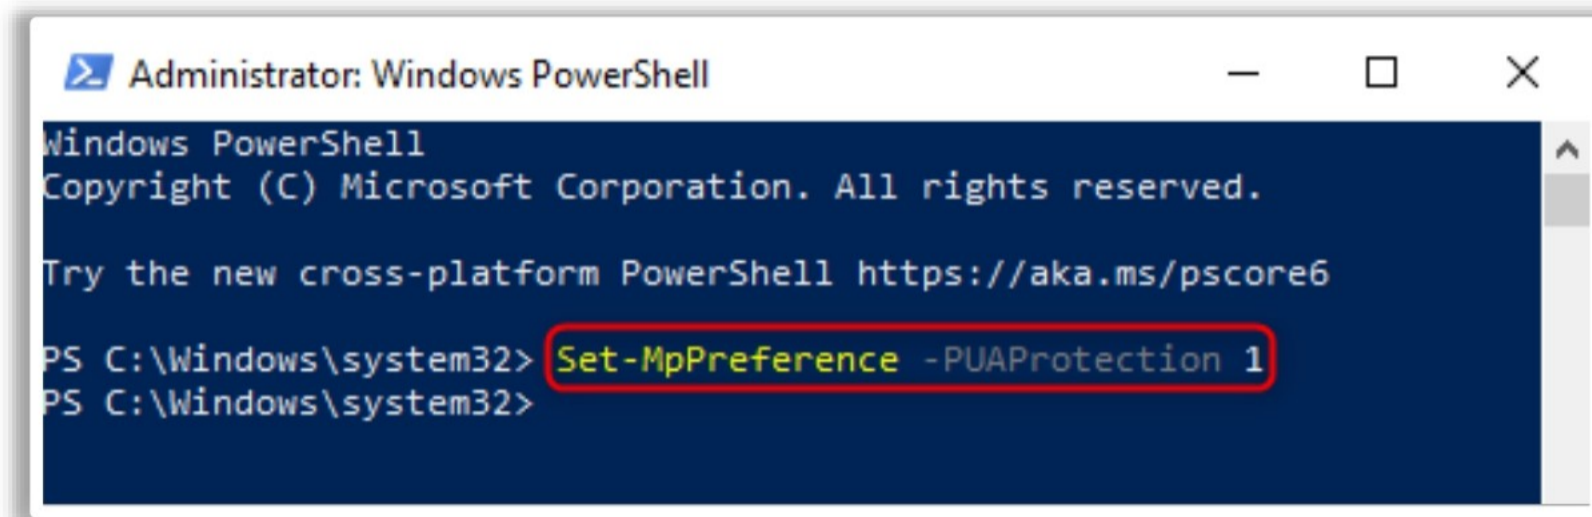 Administrator: Windows PowerShell
Windows PowerShell
Copyright (C) Microsoft Corporation. All rights reserved.
Try the new cross-platform PowerShell https://aka.ms/pscore6
PS C:\Windows\system32> Set-MpPreference -PUAProtection 1
PS C:\Windows\system32>